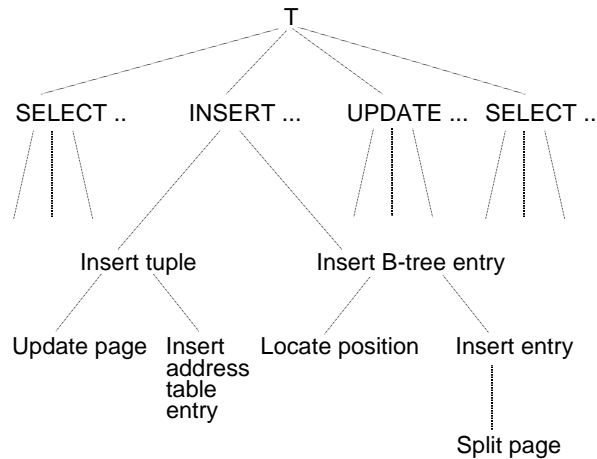 T
SELECT ..
INSERT ...
UPDATE ...
SELECT ..
Insert tuple
Insert B-tree entry
Update page
Insert
address
table
entry
Locate position
Insert entry
Split page